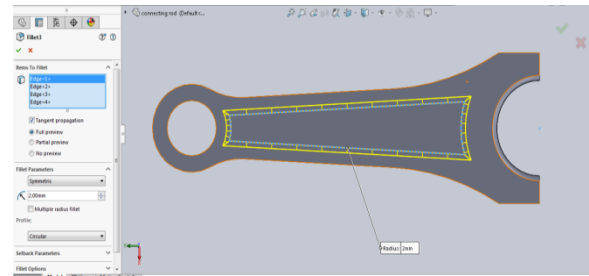 connecting rod (Default<...
Fillet3
Items To Fillet
Edge<1>
Edge<2>
Edge<3>
Edge<4>
Tangent propagation
Full preview
Partial preview
No preview
Fillet Parameters
Symmetric
2.00mm
Multiple radius fillet
Profile:
Circular
Setback Parameters
Fillet Options
Radius: 2mm